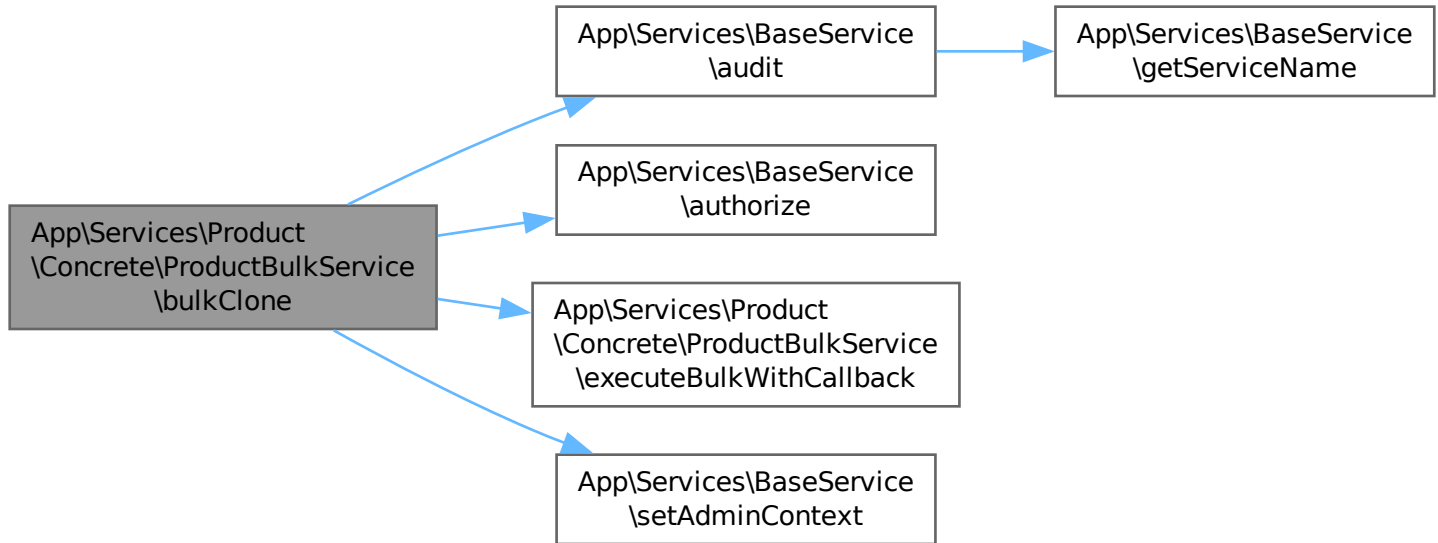 App\Services\Product
\Concrete\ProductBulkService
\bulkClone
App\Services\BaseService
\audit
App\Services\BaseService
\getServiceName
App\Services\BaseService
\authorize
App\Services\Product
\Concrete\ProductBulkService
\executeBulkWithCallback
App\Services\BaseService
\setAdminContext